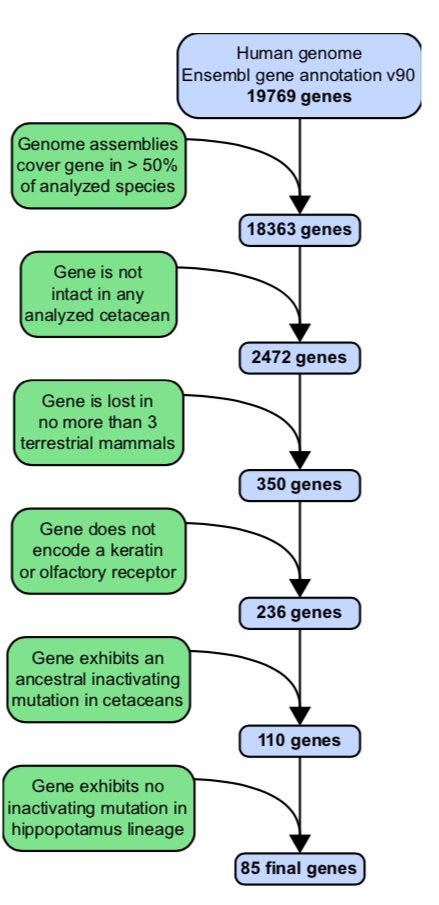 Human genome
Ensembl gene annotation v90
19769 genes
Genome assemblies
cover gene in > 50%
of analyzed species
18363 genes
Gene is not
intact in any
analyzed cetacean
2472 genes
Gene is lost in
no more than 3
terrestrial mammals
350 genes
Gene does not
encode a keratin
or olfactory receptor
236 genes
Gene exhibits an
ancestral inactivating
mutation in cetaceans
110 genes
Gene exhibits no
inactivating mutation in
hippopotamus lineage
85 final genes